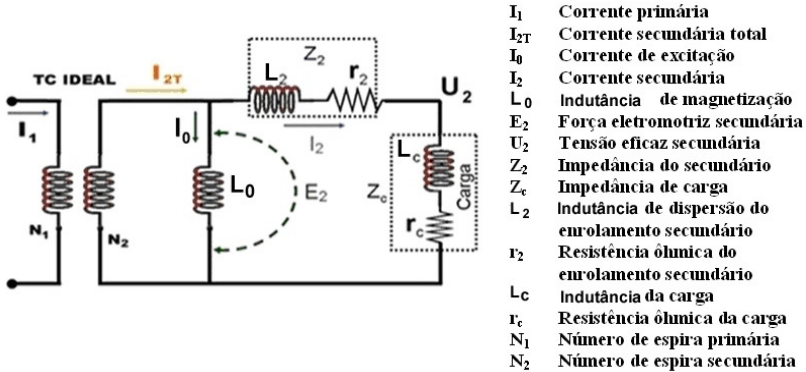 TC IDEAL
I1
N1
N2
I2T
I0
L0
E2
Z2
L2
r2
I2
U2
Zc
Lc
rc
Carga
I1 Corrente primária
I2T Corrente secundária total
I0 Corrente de excitação
I2 Corrente secundária
L0 Indutância de magnetização
E2 Força eletromotriz secundária
U2 Tensão eficaz secundária
Z2 Impedância do secundário
Zc Impedância de carga
L2 Indutância de dispersão do
enrolamento secundário
r2 Resistência ôhmica do
enrolamento secundário
Lc Indutância da carga
rc Resistência ôhmica da carga
N1 Número de espira primária
N2 Número de espira secundária